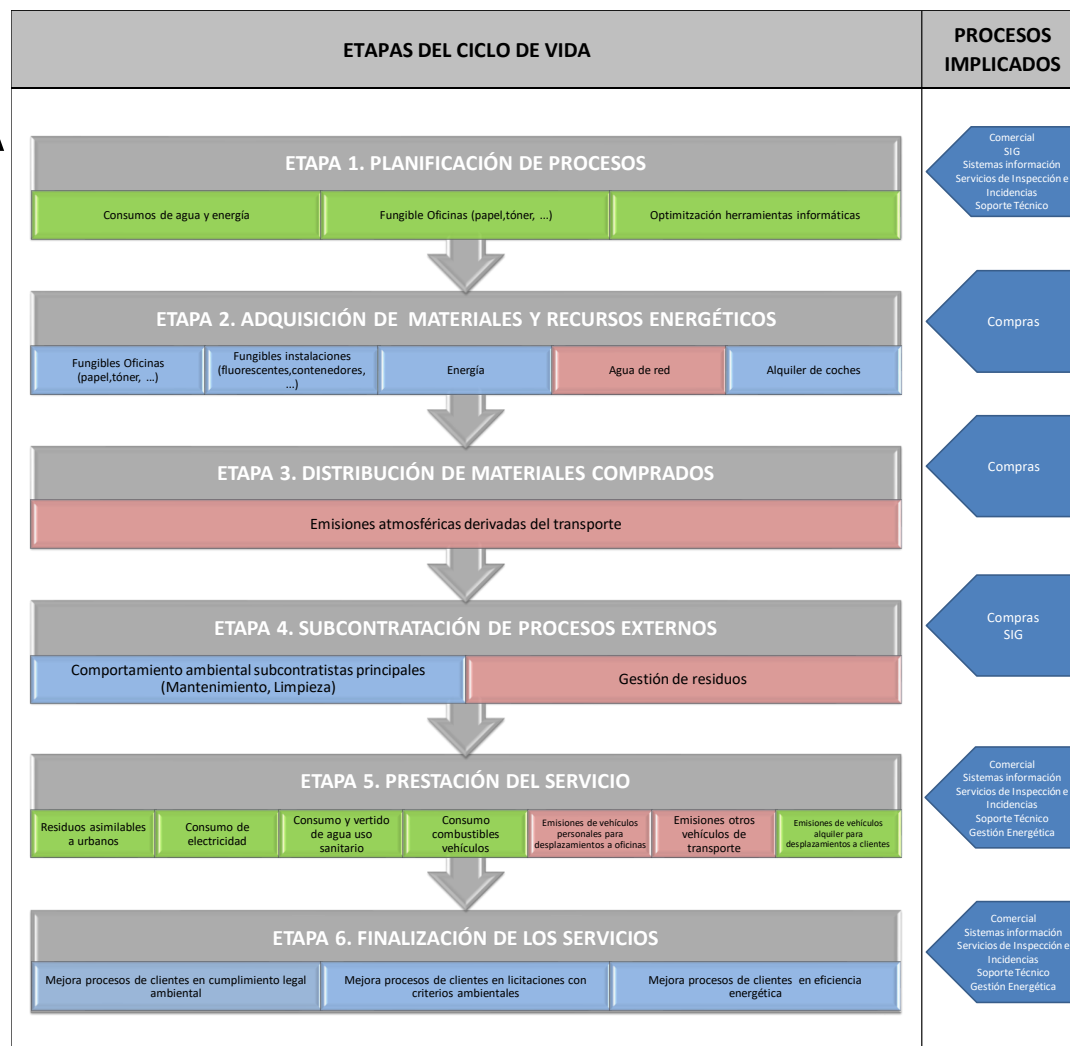 ETAPAS DEL CICLO DE VIDA
PROCESOS
IMPLICADOS
A
ETAPA 1. PLANIFICACIÓN DE PROCESOS
Consumos de agua y energía
Fungible Oficinas (papel,tóner, ...)
Optimitzación herramientas informáticas
Comercial
SIG
Sistemas información
Servicios de Inspección e
Incidencias
Soporte Técnico
ETAPA 2. ADQUISICIÓN DE MATERIALES Y RECURSOS ENERGÉTICOS
Fungibles Oficinas
(papel,tóner, ...)
Fungibles instalaciones
(fluorescentes,contenedores,
...)
Energía
Agua de red
Alquiler de coches
Compras
ETAPA 3. DISTRIBUCIÓN DE MATERIALES COMPRADOS
Emisiones atmosféricas derivadas del transporte
Compras
ETAPA 4. SUBCONTRATACIÓN DE PROCESOS EXTERNOS
Comportamiento ambiental subcontratistas principales
(Mantenimiento, Limpieza)
Gestión de residuos
Compras
SIG
ETAPA 5. PRESTACIÓN DEL SERVICIO
Residuos asimilables
a urbanos
Consumo de
electricidad
Consumo y vertido
de agua uso
sanitario
Consumo
combustibles
vehículos
Emisiones de vehículos
personales para
desplazamientos a oficinas
Emisiones otros
vehículos de
transporte
Emisiones de vehículos
alquiler para
desplazamientos a clientes
Comercial
Sistemas información
Servicios de Inspección e
Incidencias
Soporte Técnico
Gestión Energética
ETAPA 6. FINALIZACIÓN DE LOS SERVICIOS
Mejora procesos de clientes en cumplimiento legal
ambiental
Mejora procesos de clientes en licitaciones con
criterios ambientales
Mejora procesos de clientes en eficiencia
energética
Comercial
Sistemas información
Servicios de Inspección e
Incidencias
Soporte Técnico
Gestión Energética